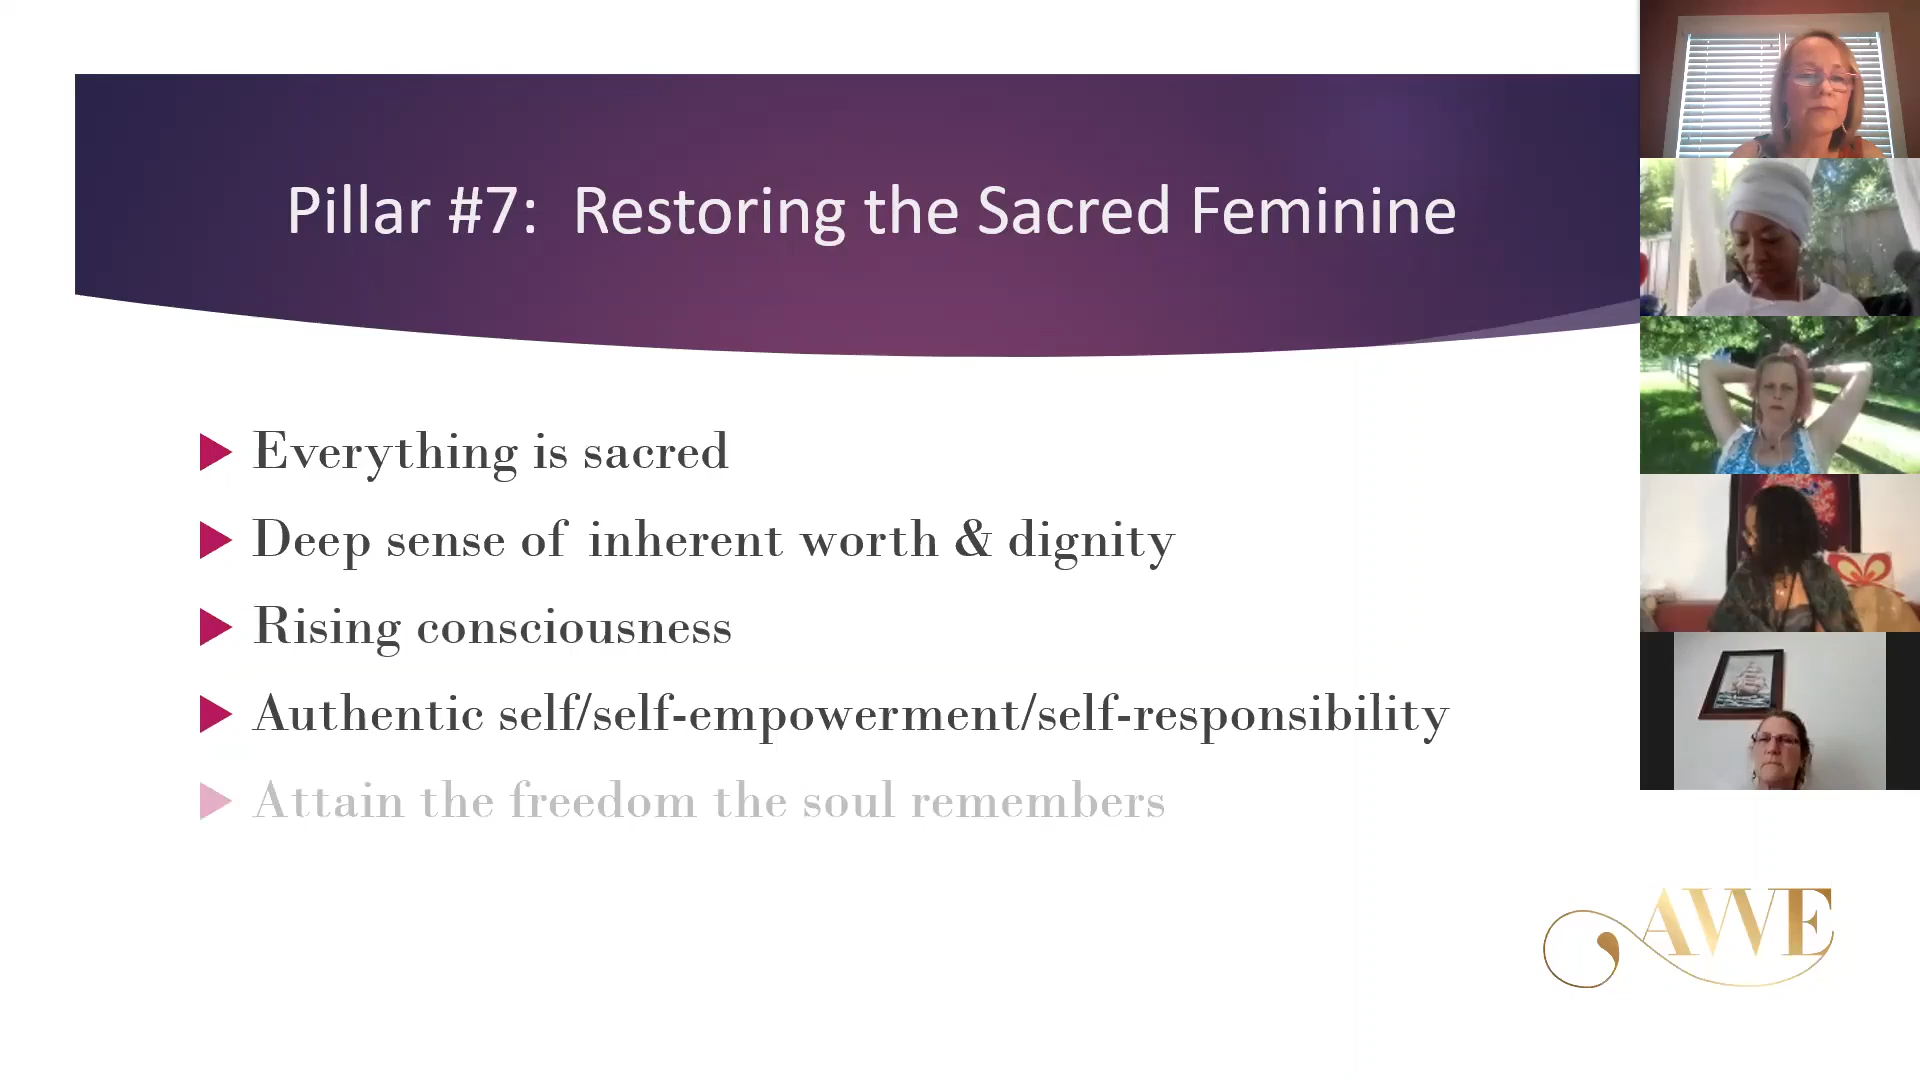 Pillar #7: Restoring the Sacred Feminine
Everything is sacred
Deep sense of inherent worth & dignity
Rising consciousness
Authentic self/self-empowerment/self-responsibility
Attain the freedom the soul remembers
AWE